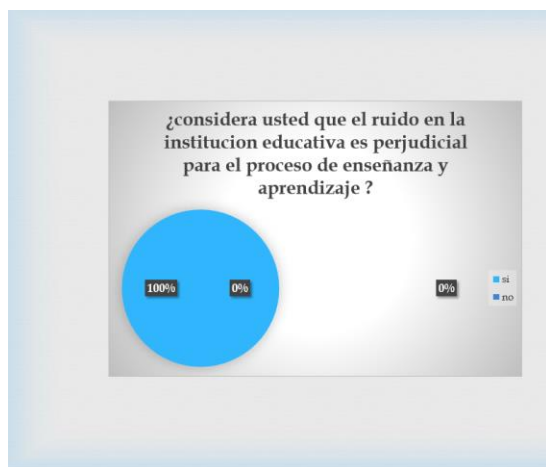 ¿considera usted que el ruido en la
institucion educativa es perjudicial
para el proceso de enseñanza y
aprendizaje ?
100%
0%
0%
si
no